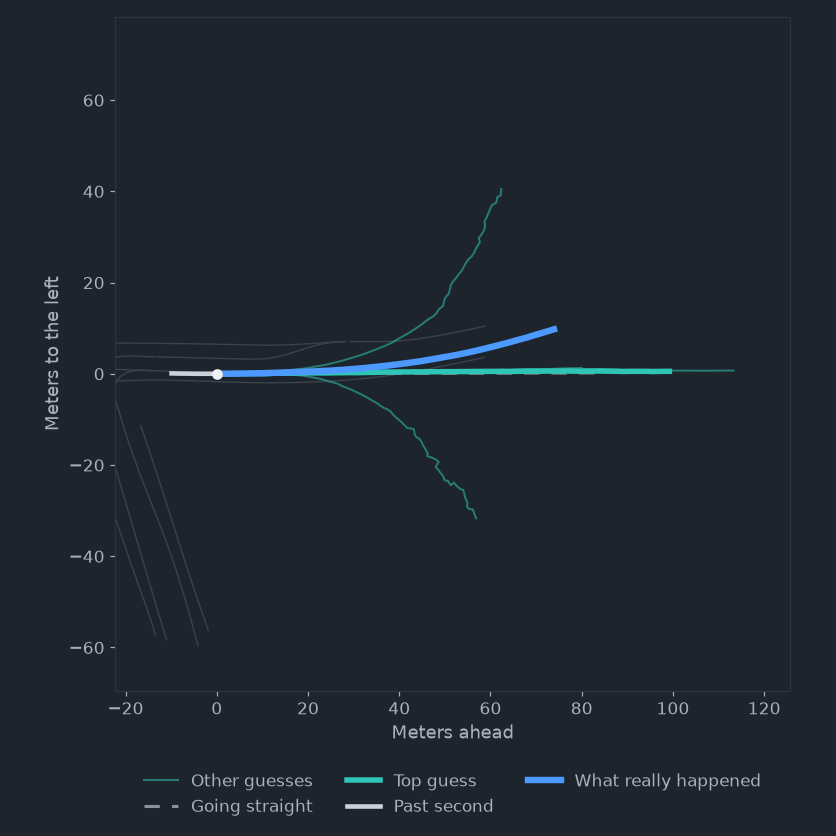 60
40
20
0
−20
−40
−60
Meters to the left
−20 0 20 40 60 80 100 120
Meters ahead
Other guesses Top guess What really happened
Going straight Past second